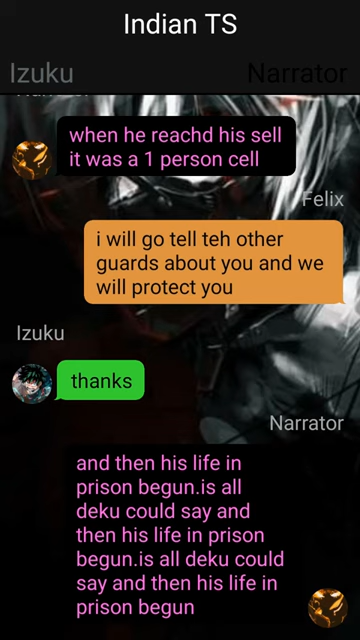 Indian TS
Izuku
Narrator
when he reachd his sell
it was a 1 person cell
Felix
i will go tell teh other
guards about you and we
will protect you
Izuku
thanks
Narrator
and then his life in
prison begun.is all
deku could say and
then his life in prison
begun.is all deku could
say and then his life in
prison begun